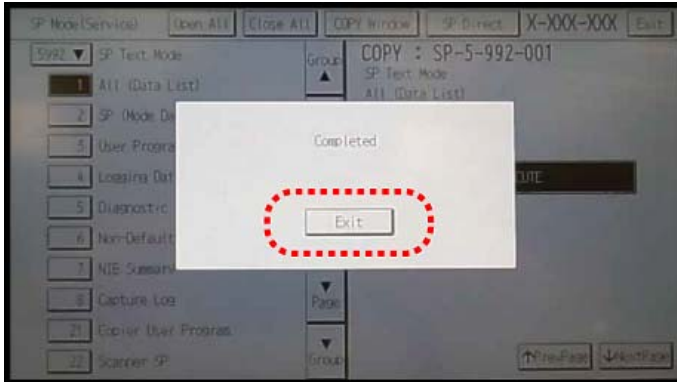 SP Mode(Service) Open All Close All COPY Window SP Direct X-XXX-XXX Exit
5992 ▼ SP Text Mode
Group
COPY : SP-5-992-001
SP Text Mode
All (Data List)
1 All (Data List)
2 SP (Mode Da
3 User Progra
4 Logging Dat
5 Diagnostic
6 Non-Default
7 NIB Summary
8 Capture Log
21 Copier User Program
22 Scanner SP
Completed
Exit
CUTE
Page
Group
↑PrevPage ↓NextPage